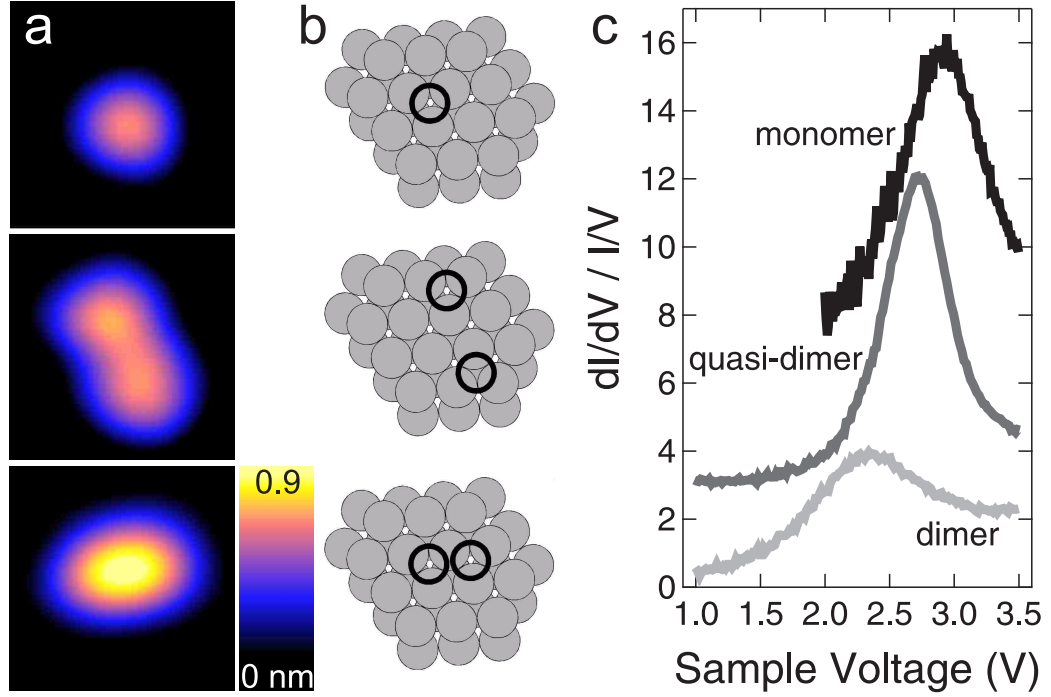 a
b
c
0.9
0 nm
dI/dV / I/V
16
14
12
10
8
6
4
2
0
monomer
quasi-dimer
dimer
1.0 1.5 2.0 2.5 3.0 3.5
Sample Voltage (V)